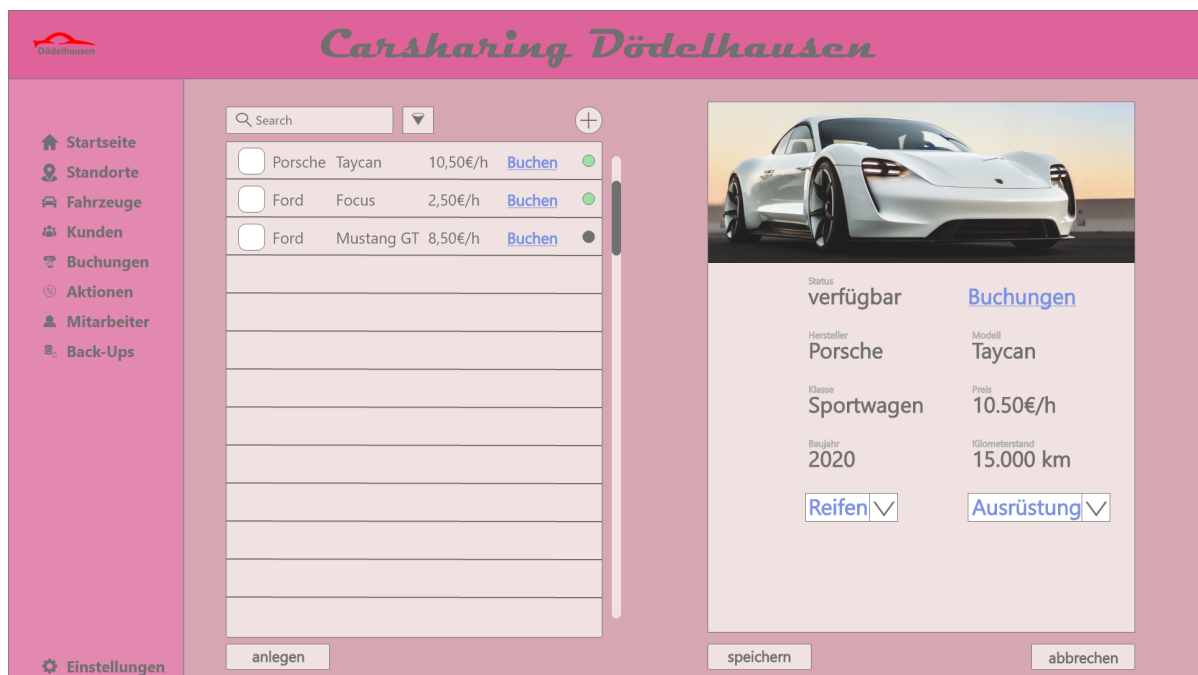 Dödelhausen
Carsharing Dödelhausen
Startseite
Standorte
Fahrzeuge
Kunden
Buchungen
Aktionen
Mitarbeiter
Back-Ups
Einstellungen
Search
Porsche Taycan 10,50€/h Buchen
Ford Focus 2,50€/h Buchen
Ford Mustang GT 8,50€/h Buchen
anlegen
Status
verfügbar Buchungen
Hersteller Modell
Porsche Taycan
Klasse Preis
Sportwagen 10.50€/h
Baujahr Kilometerstand
2020 15.000 km
Reifen Ausrüstung
speichern abbrechen